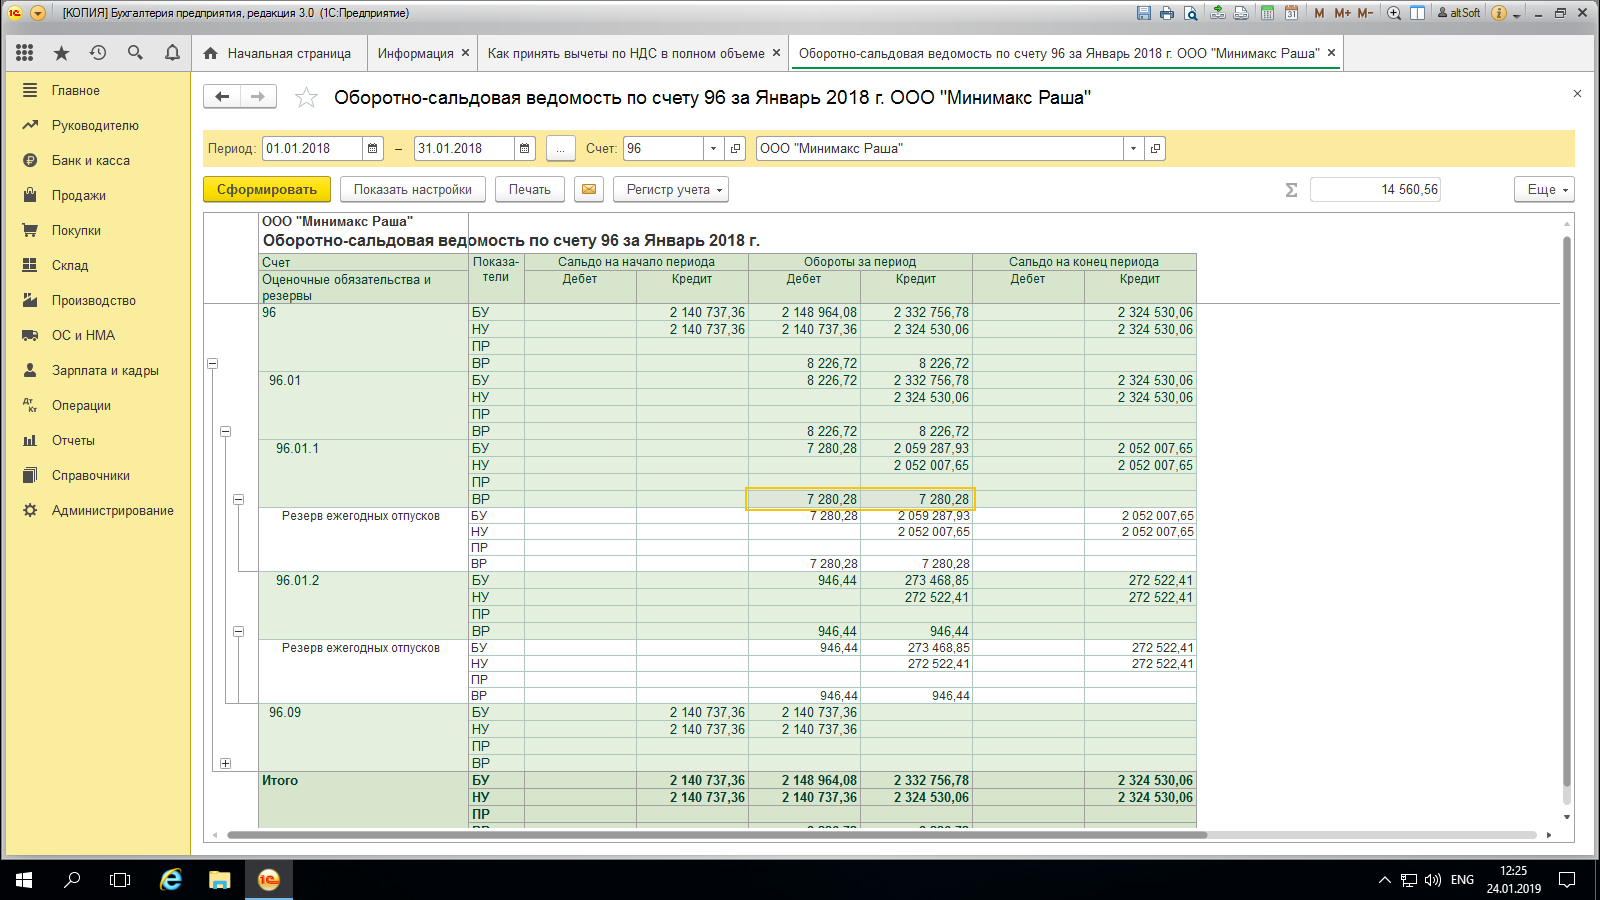 [КОПИЯ] Бухгалтерия предприятия, редакция 3.0 (1С:Предприятие)
M M+ M- altSoft
Начальная страница
Информация ×
Как принять вычеты по НДС в полном объеме ×
Оборотно-сальдовая ведомость по счету 96 за Январь 2018 г. ООО "Минимакс Раша" ×
Главное
Руководителю
Банк и касса
Продажи
Покупки
Склад
Производство
ОС и НМА
Зарплата и кадры
Дт Кт Операции
Отчеты
Справочники
Администрирование
Оборотно-сальдовая ведомость по счету 96 за Январь 2018 г. ООО "Минимакс Раша"
Период: 01.01.2018 – 31.01.2018 ... Счет: 96 ООО "Минимакс Раша"
Сформировать Показать настройки Печать Регистр учета Σ 14 560,56 Еще
ООО "Минимакс Раша"
Оборотно-сальдовая ведомость по счету 96 за Январь 2018 г.
Счет Показа- Сальдо на начало периода Обороты за период Сальдо на конец периода
Оценочные обязательства и тели Дебет Кредит Дебет Кредит Дебет Кредит
резервы
96 БУ 2 140 737,36 2 148 964,08 2 332 756,78 2 324 530,06
НУ 2 140 737,36 2 140 737,36 2 324 530,06 2 324 530,06
ПР
ВР 8 226,72 8 226,72
96.01 БУ 8 226,72 2 332 756,78 2 324 530,06
НУ 2 324 530,06 2 324 530,06
ПР
ВР 8 226,72 8 226,72
96.01.1 БУ 7 280,28 2 059 287,93 2 052 007,65
НУ 2 052 007,65 2 052 007,65
ПР
ВР 7 280,28 7 280,28
Резерв ежегодных отпусков БУ 7 280,28 2 059 287,93 2 052 007,65
НУ 2 052 007,65 2 052 007,65
ПР
ВР 7 280,28 7 280,28
96.01.2 БУ 946,44 273 468,85 272 522,41
НУ 272 522,41 272 522,41
ПР
ВР 946,44 946,44
Резерв ежегодных отпусков БУ 946,44 273 468,85 272 522,41
НУ 272 522,41 272 522,41
ПР
ВР 946,44 946,44
96.09 БУ 2 140 737,36 2 140 737,36
НУ 2 140 737,36 2 140 737,36
ПР
ВР
Итого БУ 2 140 737,36 2 148 964,08 2 332 756,78 2 324 530,06
НУ 2 140 737,36 2 140 737,36 2 324 530,06 2 324 530,06
ПР
ENG 12:25
24.01.2019